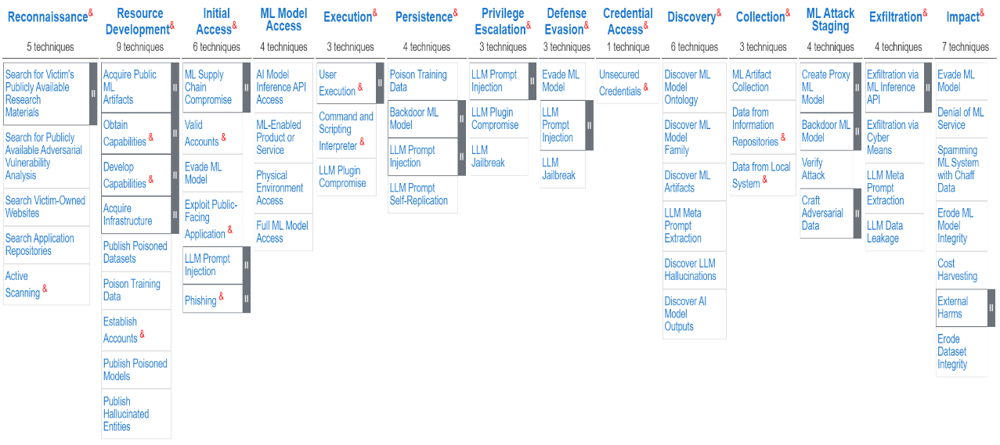 Reconnaissance&
5 techniques
Search for Victim's
Publicly Available
Research
Materials
Search for Publicly
Available Adversarial
Vulnerability
Analysis
Search Victim-Owned
Websites
Search Application
Repositories
Active
Scanning &
Resource
Development&
9 techniques
Acquire Public
ML
Artifacts
Obtain
Capabilities &
Develop
Capabilities &
Acquire
Infrastructure
Publish Poisoned
Datasets
Poison Training
Data
Establish
Accounts &
Publish Poisoned
Models
Publish
Hallucinated
Entities
Initial
Access&
6 techniques
ML Supply
Chain
Compromise
Valid
Accounts &
Evade ML
Model
Exploit Public-
Facing
Application &
LLM Prompt
Injection
Phishing &
ML Model
Access
4 techniques
AI Model
Inference API
Access
ML-Enabled
Product or
Service
Physical
Environment
Access
Full ML Model
Access
Execution&
3 techniques
User
Execution &
Command and
Scripting
Interpreter &
LLM Plugin
Compromise
Persistence&
4 techniques
Poison Training
Data
Backdoor ML
Model
LLM Prompt
Injection
LLM Prompt
Self-Replication
Privilege
Escalation&
3 techniques
LLM Prompt
Injection
LLM Plugin
Compromise
LLM
Jailbreak
Defense
Evasion&
3 techniques
Evade ML
Model
LLM
Prompt
Injection
LLM
Jailbreak
Credential
Access&
1 technique
Unsecured
Credentials &
Discovery&
6 techniques
Discover ML
Model
Ontology
Discover ML
Model
Family
Discover ML
Artifacts
LLM Meta
Prompt
Extraction
Discover LLM
Hallucinations
Discover AI
Model
Outputs
Collection&
3 techniques
ML Artifact
Collection
Data from
Information
Repositories &
Data from Local
System &
ML Attack
Staging
4 techniques
Create Proxy
ML
Model
Backdoor ML
Model
Verify
Attack
Craft
Adversarial
Data
Exfiltration&
4 techniques
Exfiltration via
ML Inference
API
Exfiltration via
Cyber
Means
LLM Meta
Prompt
Extraction
LLM Data
Leakage
Impact&
7 techniques
Evade ML
Model
Denial of ML
Service
Spamming
ML System
with Chaff
Data
Erode ML
Model
Integrity
Cost
Harvesting
External
Harms
Erode
Dataset
Integrity